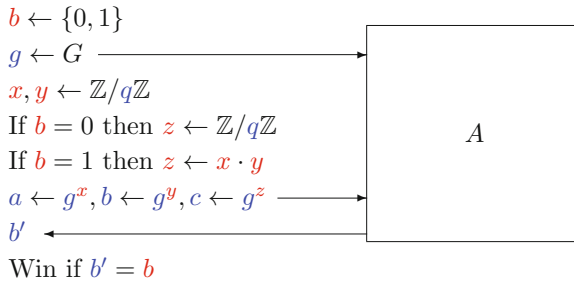 b ← {0, 1}
g ← G
x, y ← ℤ/qℤ
If b = 0 then z ← ℤ/qℤ
If b = 1 then z ← x · y
a ← g^x, b ← g^y, c ← g^z
b′
Win if b′ = b
A